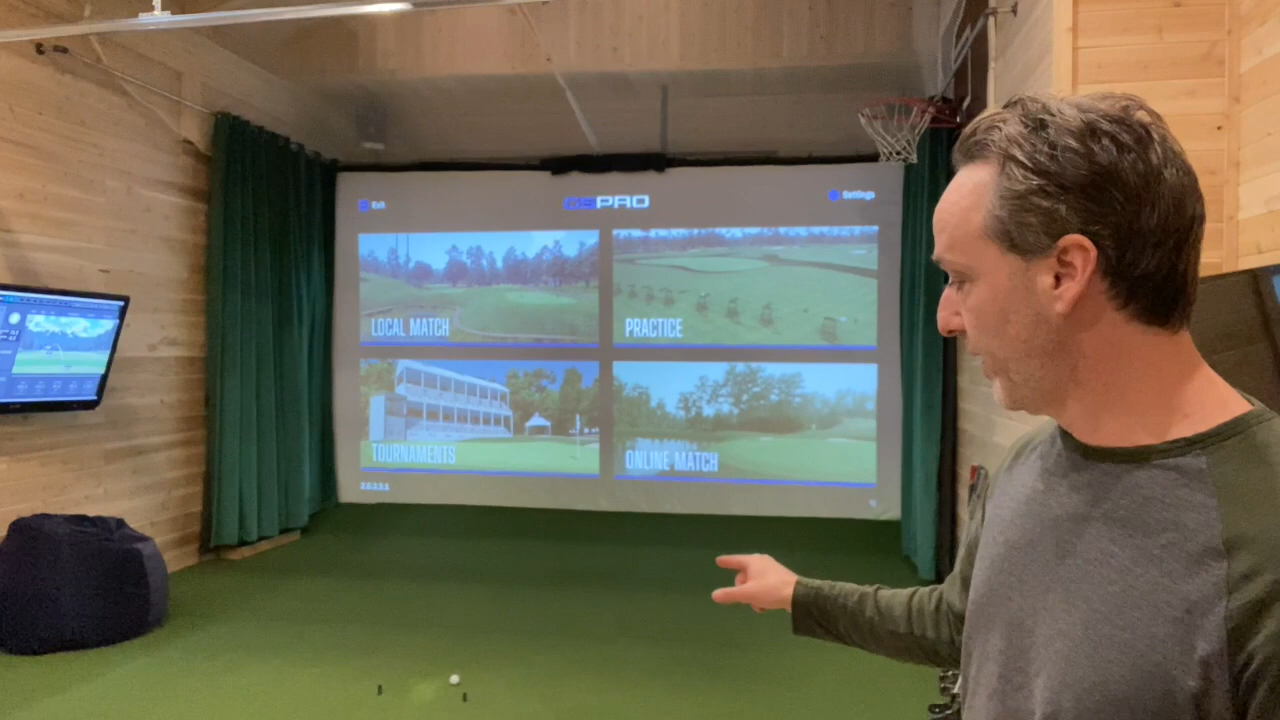 Exit
GSPRO
Settings
LOCAL MATCH
PRACTICE
TOURNAMENTS
ONLINE MATCH